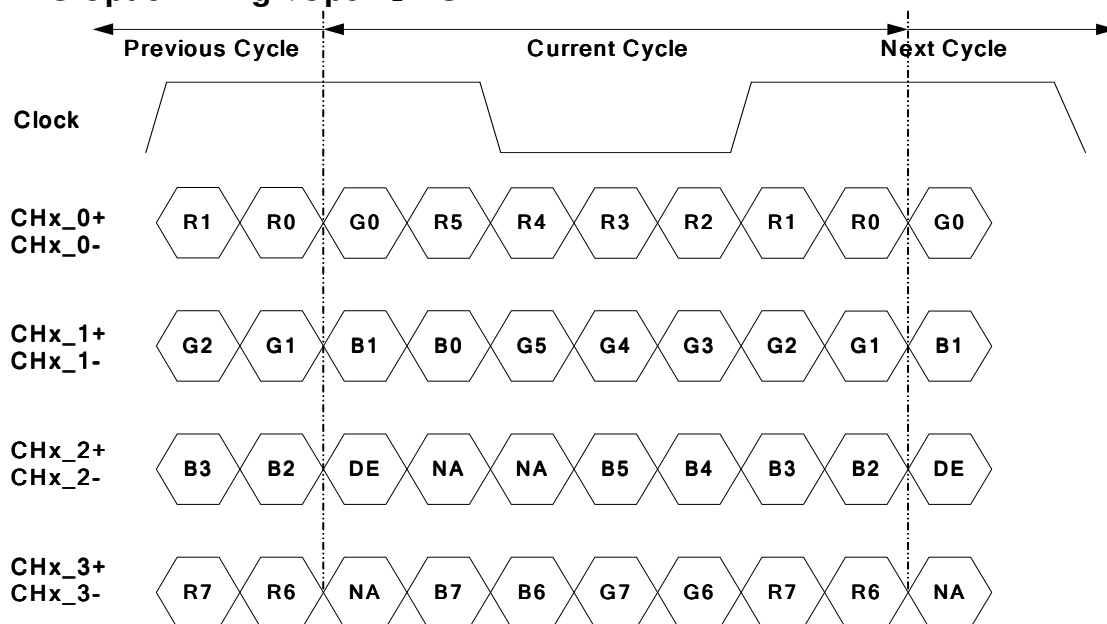 Previous Cycle Current Cycle Next Cycle
Clock
CHx_0+ R1 R0 G0 R5 R4 R3 R2 R1 R0 G0
CHx_0-
CHx_1+ G2 G1 B1 B0 G5 G4 G3 G2 G1 B1
CHx_1-
CHx_2+ B3 B2 DE NA NA B5 B4 B3 B2 DE
CHx_2-
CHx_3+ R7 R6 NA B7 B6 G7 G6 R7 R6 NA
CHx_3-